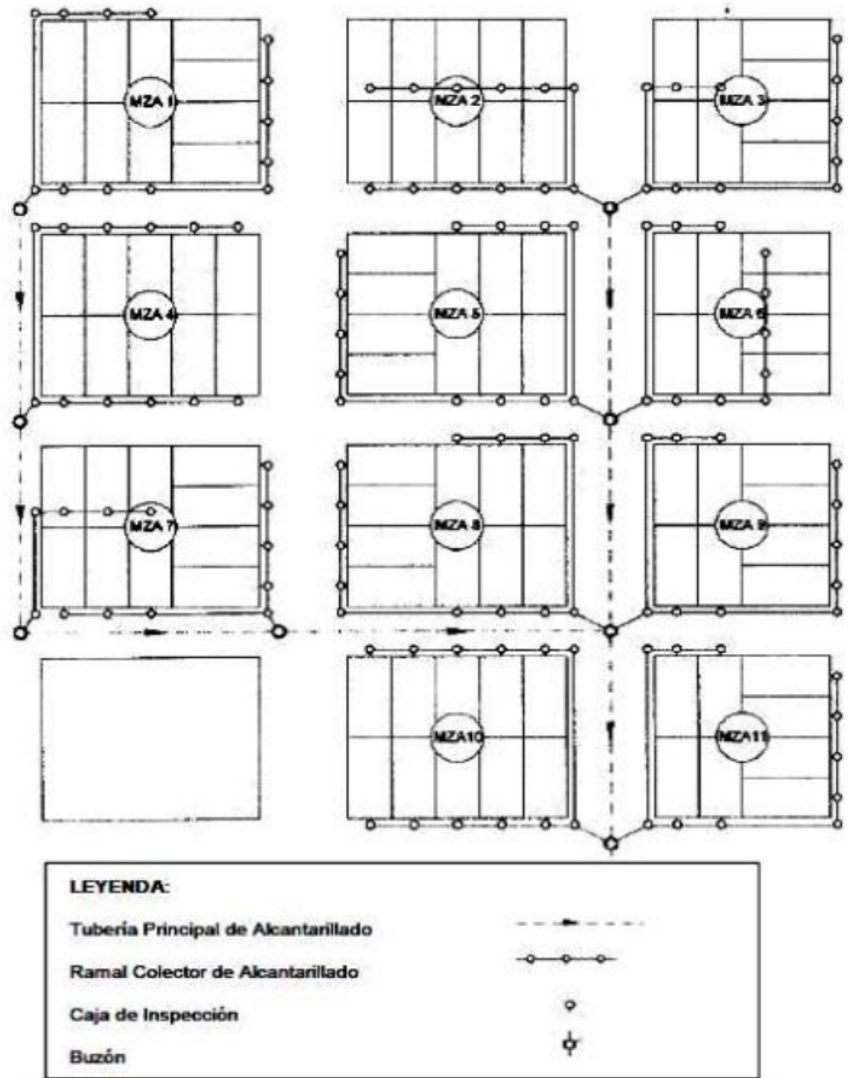 MZA 1
MZA 2
MZA 3
MZA 4
MZA 5
MZA 6
MZA 7
MZA 8
MZA 9
MZA10
MZA11
LEYENDA:
Tubería Principal de Alcantarillado
Ramal Colector de Alcantarillado
Caja de Inspección
Buzón